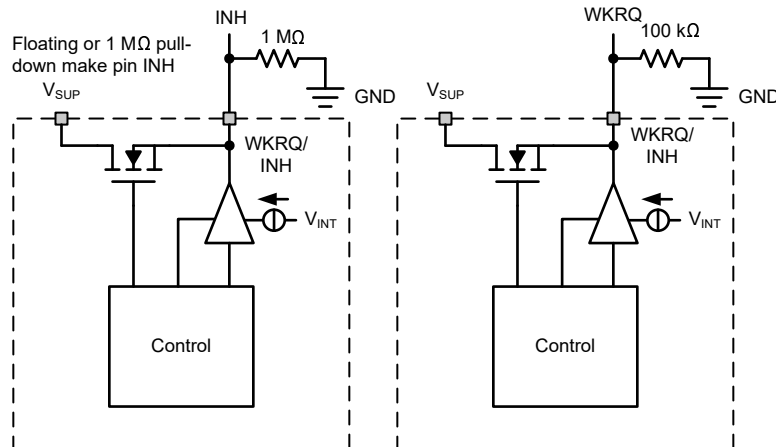 INH
Floating or 1 MΩ pull-
down make pin INH
1 MΩ
GND
VSUP
WKRQ/
INH
VINT
Control
WKRQ
100 kΩ
GND
VSUP
WKRQ/
INH
VINT
Control